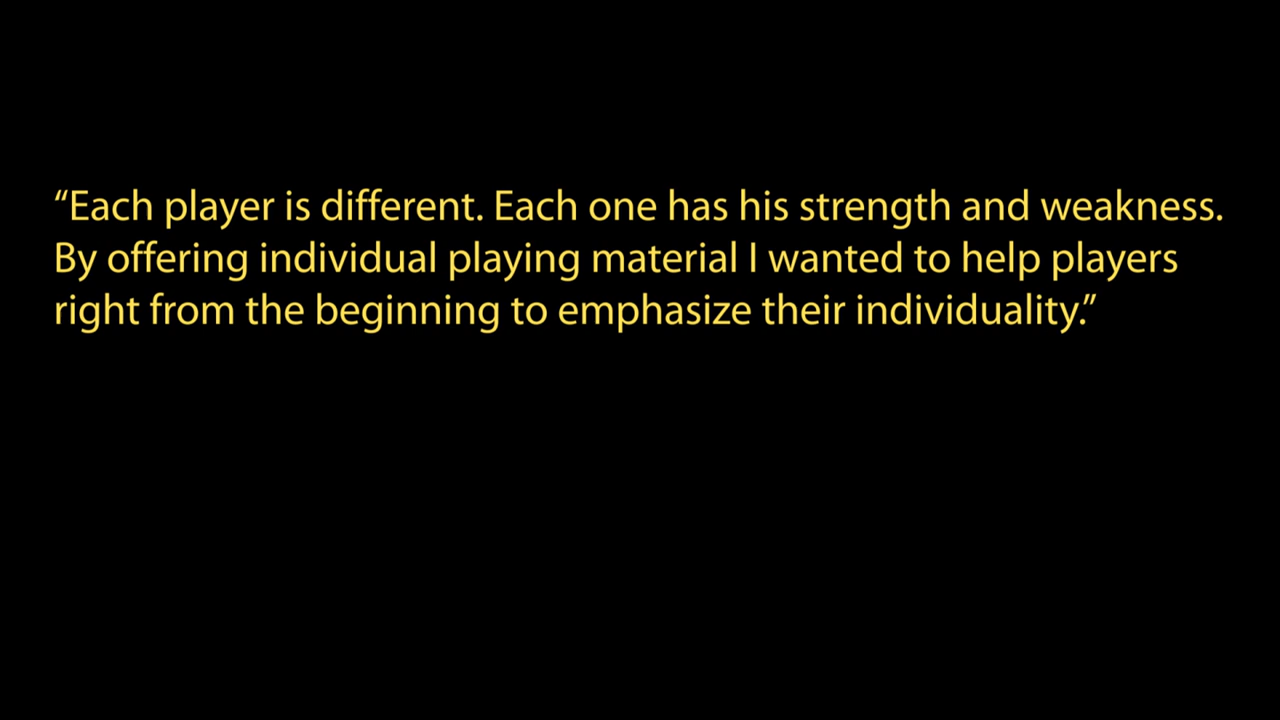 “Each player is different. Each one has his strength and weakness.
By offering individual playing material I wanted to help players
right from the beginning to emphasize their individuality.”